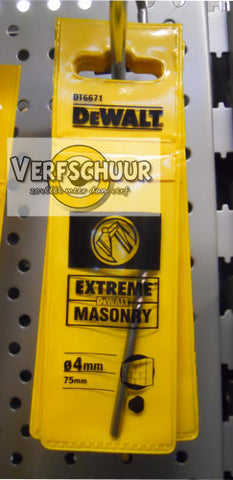 DT6671
DEWALT
VERFSCHUUR
zoveel meer dan verf
EXTREME
DEWALT
MASONRY
ø4mm
75mm